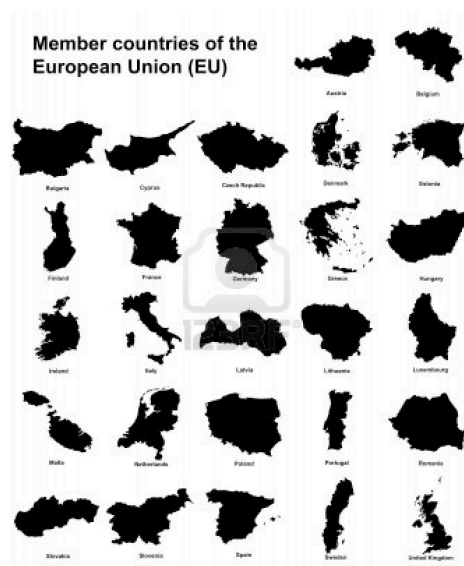 Member countries of the
European Union (EU)
Austria
Belgium
Bulgaria
Cyprus
Czech Republic
Denmark
Estonia
Finland
France
Germany
Greece
Hungary
Ireland
Italy
Latvia
Lithuania
Luxembourg
Malta
Netherlands
Poland
Portugal
Romania
Slovakia
Slovenia
Spain
Sweden
United Kingdom